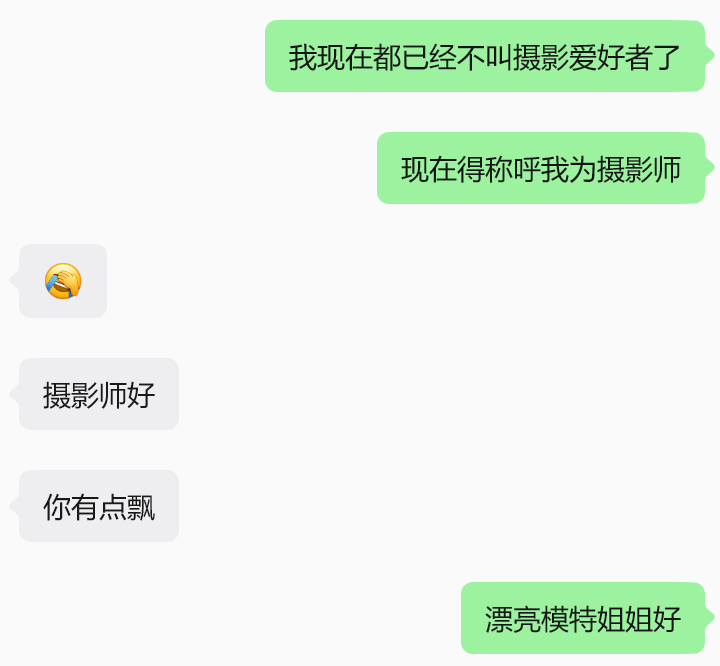 我现在都已经不叫摄影爱好者了
现在得称呼我为摄影师
🤦
摄影师好
你有点飘
漂亮模特姐姐好